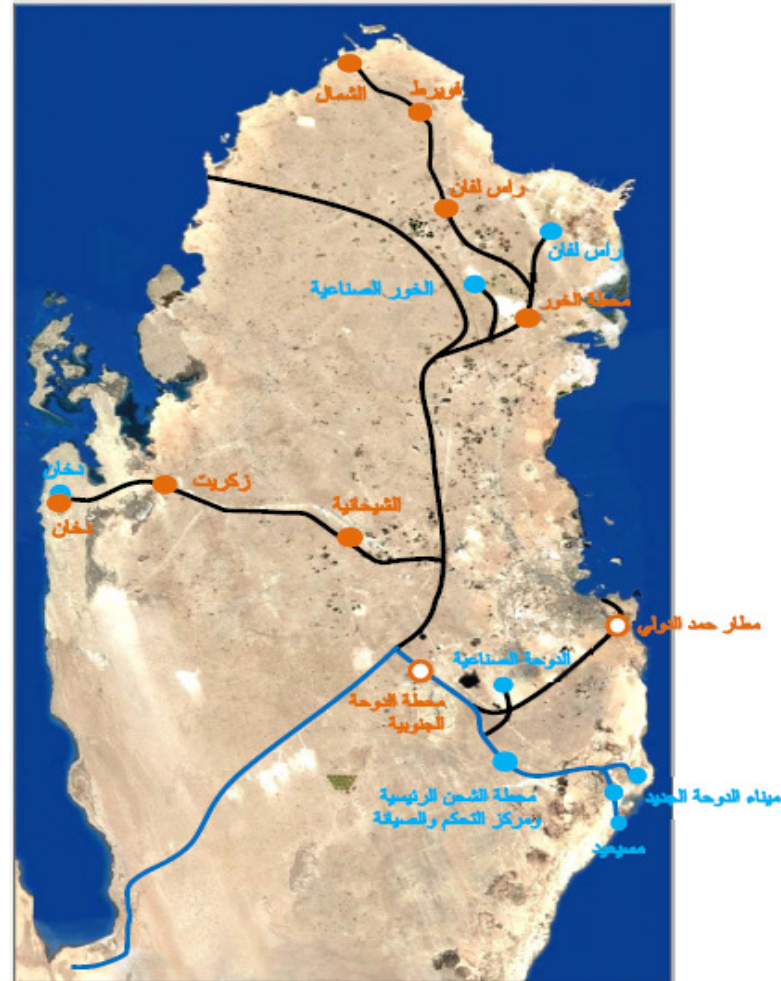 الشمال
فويرط
راس لفان
راس لفان
الخور الصناعية
محطة الخور
دخان
زكريت
دخان
الشيحانية
مطار حمد الدولي
الدوحة الصناعية
محطة الدوحة
الجنوبية
محطة الشحن الرئيسية
ومركز التحكم والصيانة
ميناء الدوحة الجديد
مسيعيد